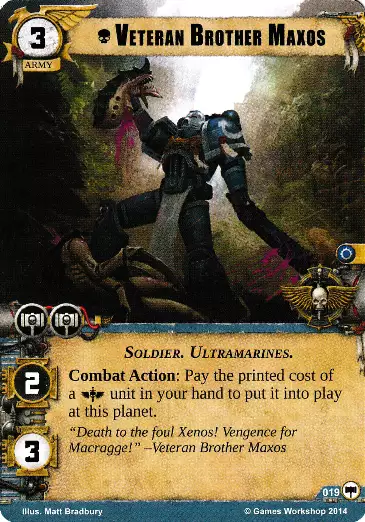 3
ARMY
VETERAN BROTHER MAXOS
SOLDIER. ULTRAMARINES.
2
Combat Action: Pay the printed cost of
a unit in your hand to put it into play
at this planet.
3
“Death to the foul Xenos! Vengence for
Macragge!” –Veteran Brother Maxos
019
Illus. Matt Bradbury
© Games Workshop 2014